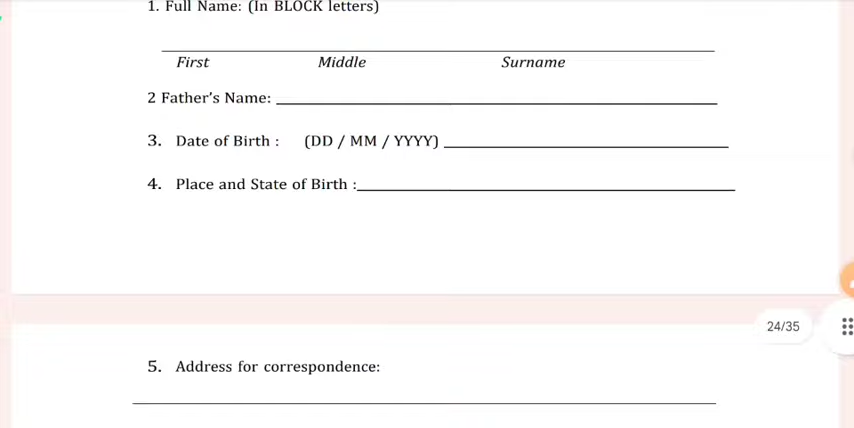 1. Full Name: (In BLOCK letters)
First Middle Surname
2 Father's Name:
3. Date of Birth : (DD / MM / YYYY)
4. Place and State of Birth :
24/35
5. Address for correspondence: